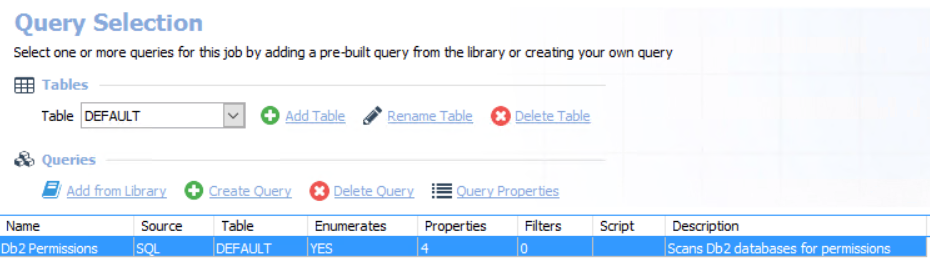 Query Selection
Select one or more queries for this job by adding a pre-built query from the library or creating your own query
Tables
Table DEFAULT Add Table Rename Table Delete Table
Queries
Add from Library Create Query Delete Query Query Properties
Name Source Table Enumerates Properties Filters Script Description
Db2 Permissions SQL DEFAULT YES 4 0 Scans Db2 databases for permissions